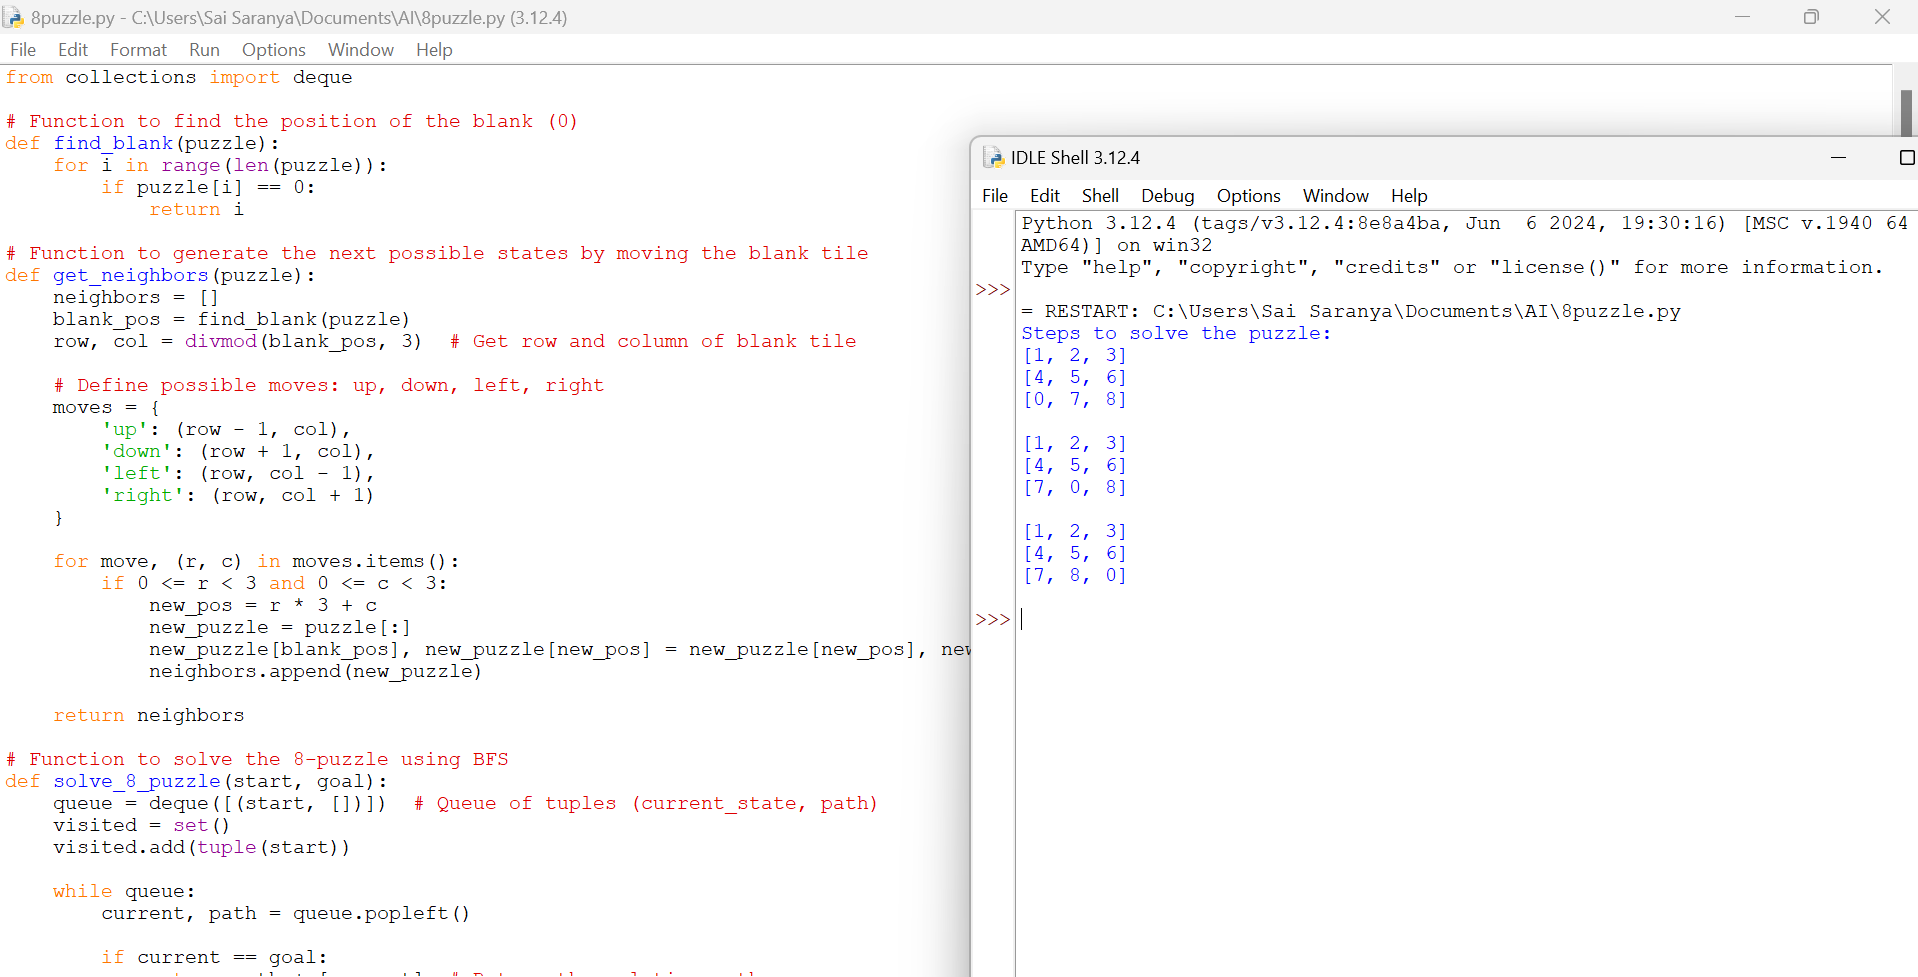 8puzzle.py - C:\Users\Sai Saranya\Documents\AI\8puzzle.py (3.12.4)
File Edit Format Run Options Window Help
from collections import deque
# Function to find the position of the blank (0)
def find_blank(puzzle):
    for i in range(len(puzzle)):
        if puzzle[i] == 0:
            return i
# Function to generate the next possible states by moving the blank tile
def get_neighbors(puzzle):
    neighbors = []
    blank_pos = find_blank(puzzle)
    row, col = divmod(blank_pos, 3)  # Get row and column of blank tile
    # Define possible moves: up, down, left, right
    moves = {
        'up': (row - 1, col),
        'down': (row + 1, col),
        'left': (row, col - 1),
        'right': (row, col + 1)
    }
    for move, (r, c) in moves.items():
        if 0 <= r < 3 and 0 <= c < 3:
            new_pos = r * 3 + c
            new_puzzle = puzzle[:]
            new_puzzle[blank_pos], new_puzzle[new_pos] = new_puzzle[new_pos],
            neighbors.append(new_puzzle)
    return neighbors
# Function to solve the 8-puzzle using BFS
def solve_8_puzzle(start, goal):
    queue = deque([(start, [])])  # Queue of tuples (current_state, path)
    visited = set()
    visited.add(tuple(start))
    while queue:
        current, path = queue.popleft()
        if current == goal:
IDLE Shell 3.12.4
File Edit Shell Debug Options Window Help
Python 3.12.4 (tags/v3.12.4:8e8a4ba, Jun  6 2024, 19:30:16) [MSC v.1940 64
AMD64)] on win32
Type "help", "copyright", "credits" or "license()" for more information.
>>>
= RESTART: C:\Users\Sai Saranya\Documents\AI\8puzzle.py
Steps to solve the puzzle:
[1, 2, 3]
[4, 5, 6]
[0, 7, 8]
[1, 2, 3]
[4, 5, 6]
[7, 0, 8]
[1, 2, 3]
[4, 5, 6]
[7, 8, 0]
>>>